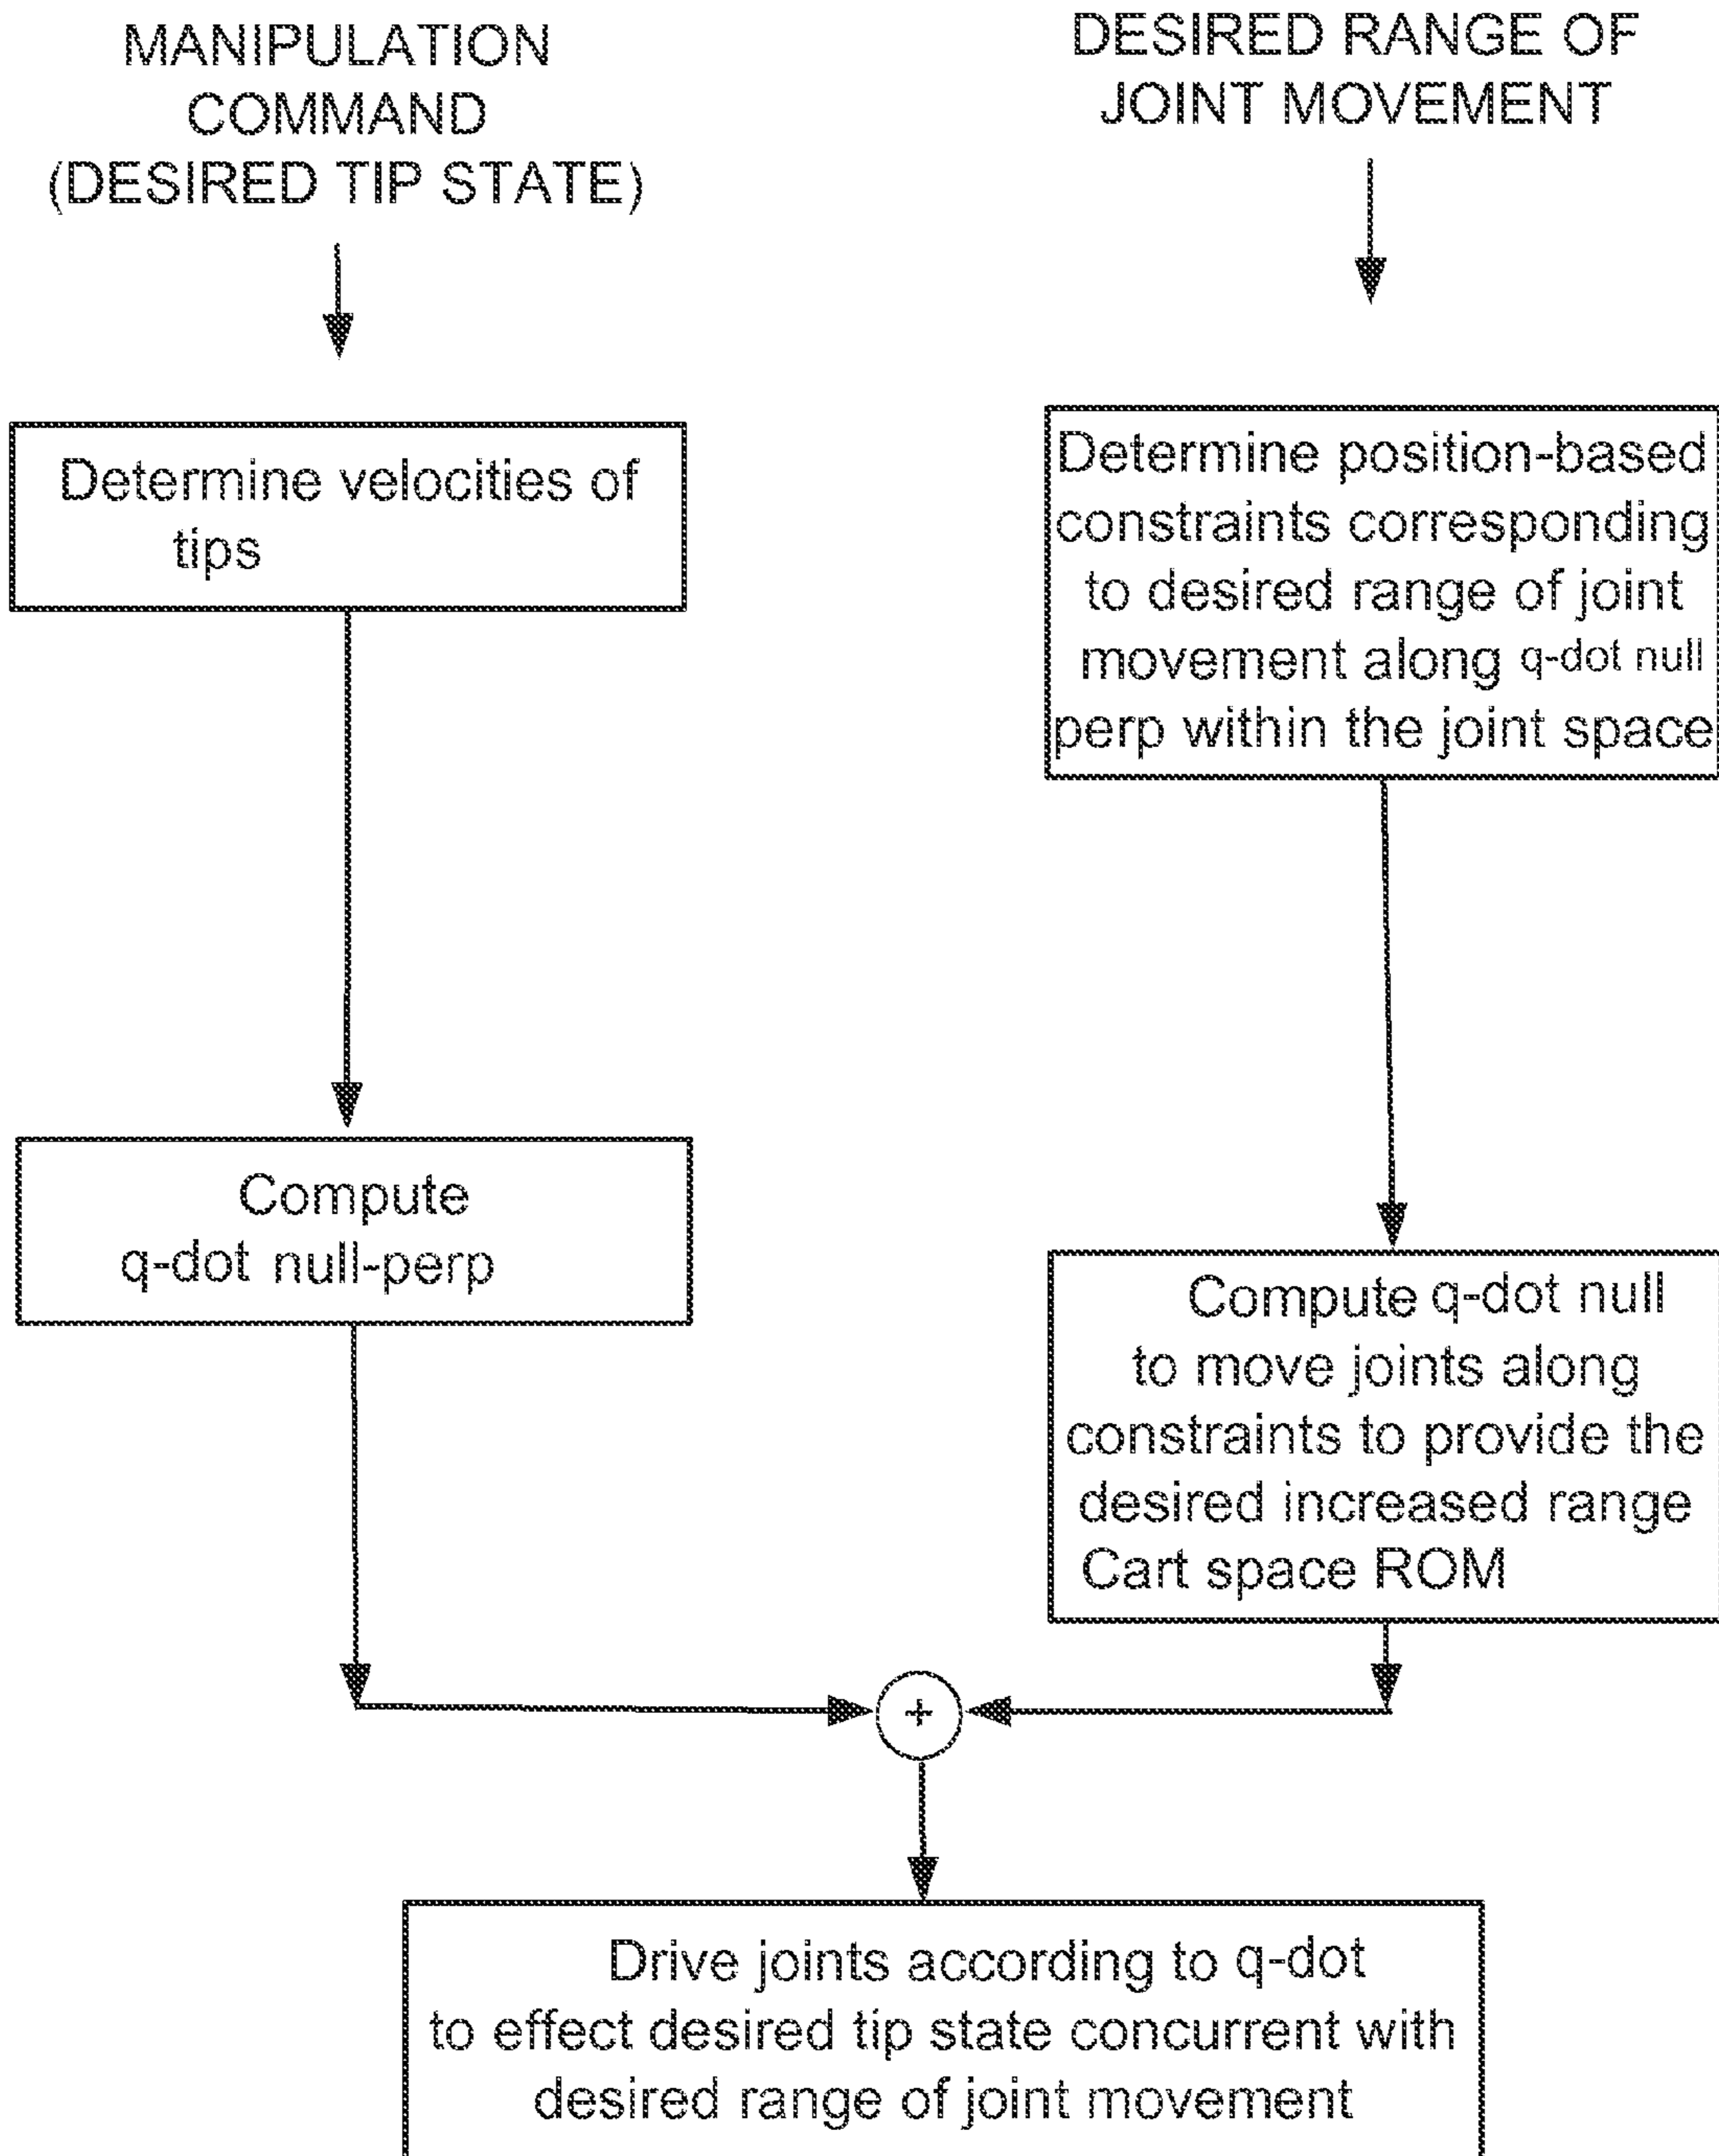 MANIPULATION
COMMAND
(DESIRED TIP STATE)
DESIRED RANGE OF
JOINT MOVEMENT
Determine velocities of
tips
Determine position-based
constraints corresponding
to desired range of joint
movement along q-dot null
perp within the joint space
Compute
q-dot null-perp
Compute q-dot null
to move joints along
constraints to provide the
desired increased range
Cart space ROM
+
Drive joints according to q-dot
to effect desired tip state concurrent with
desired range of joint movement